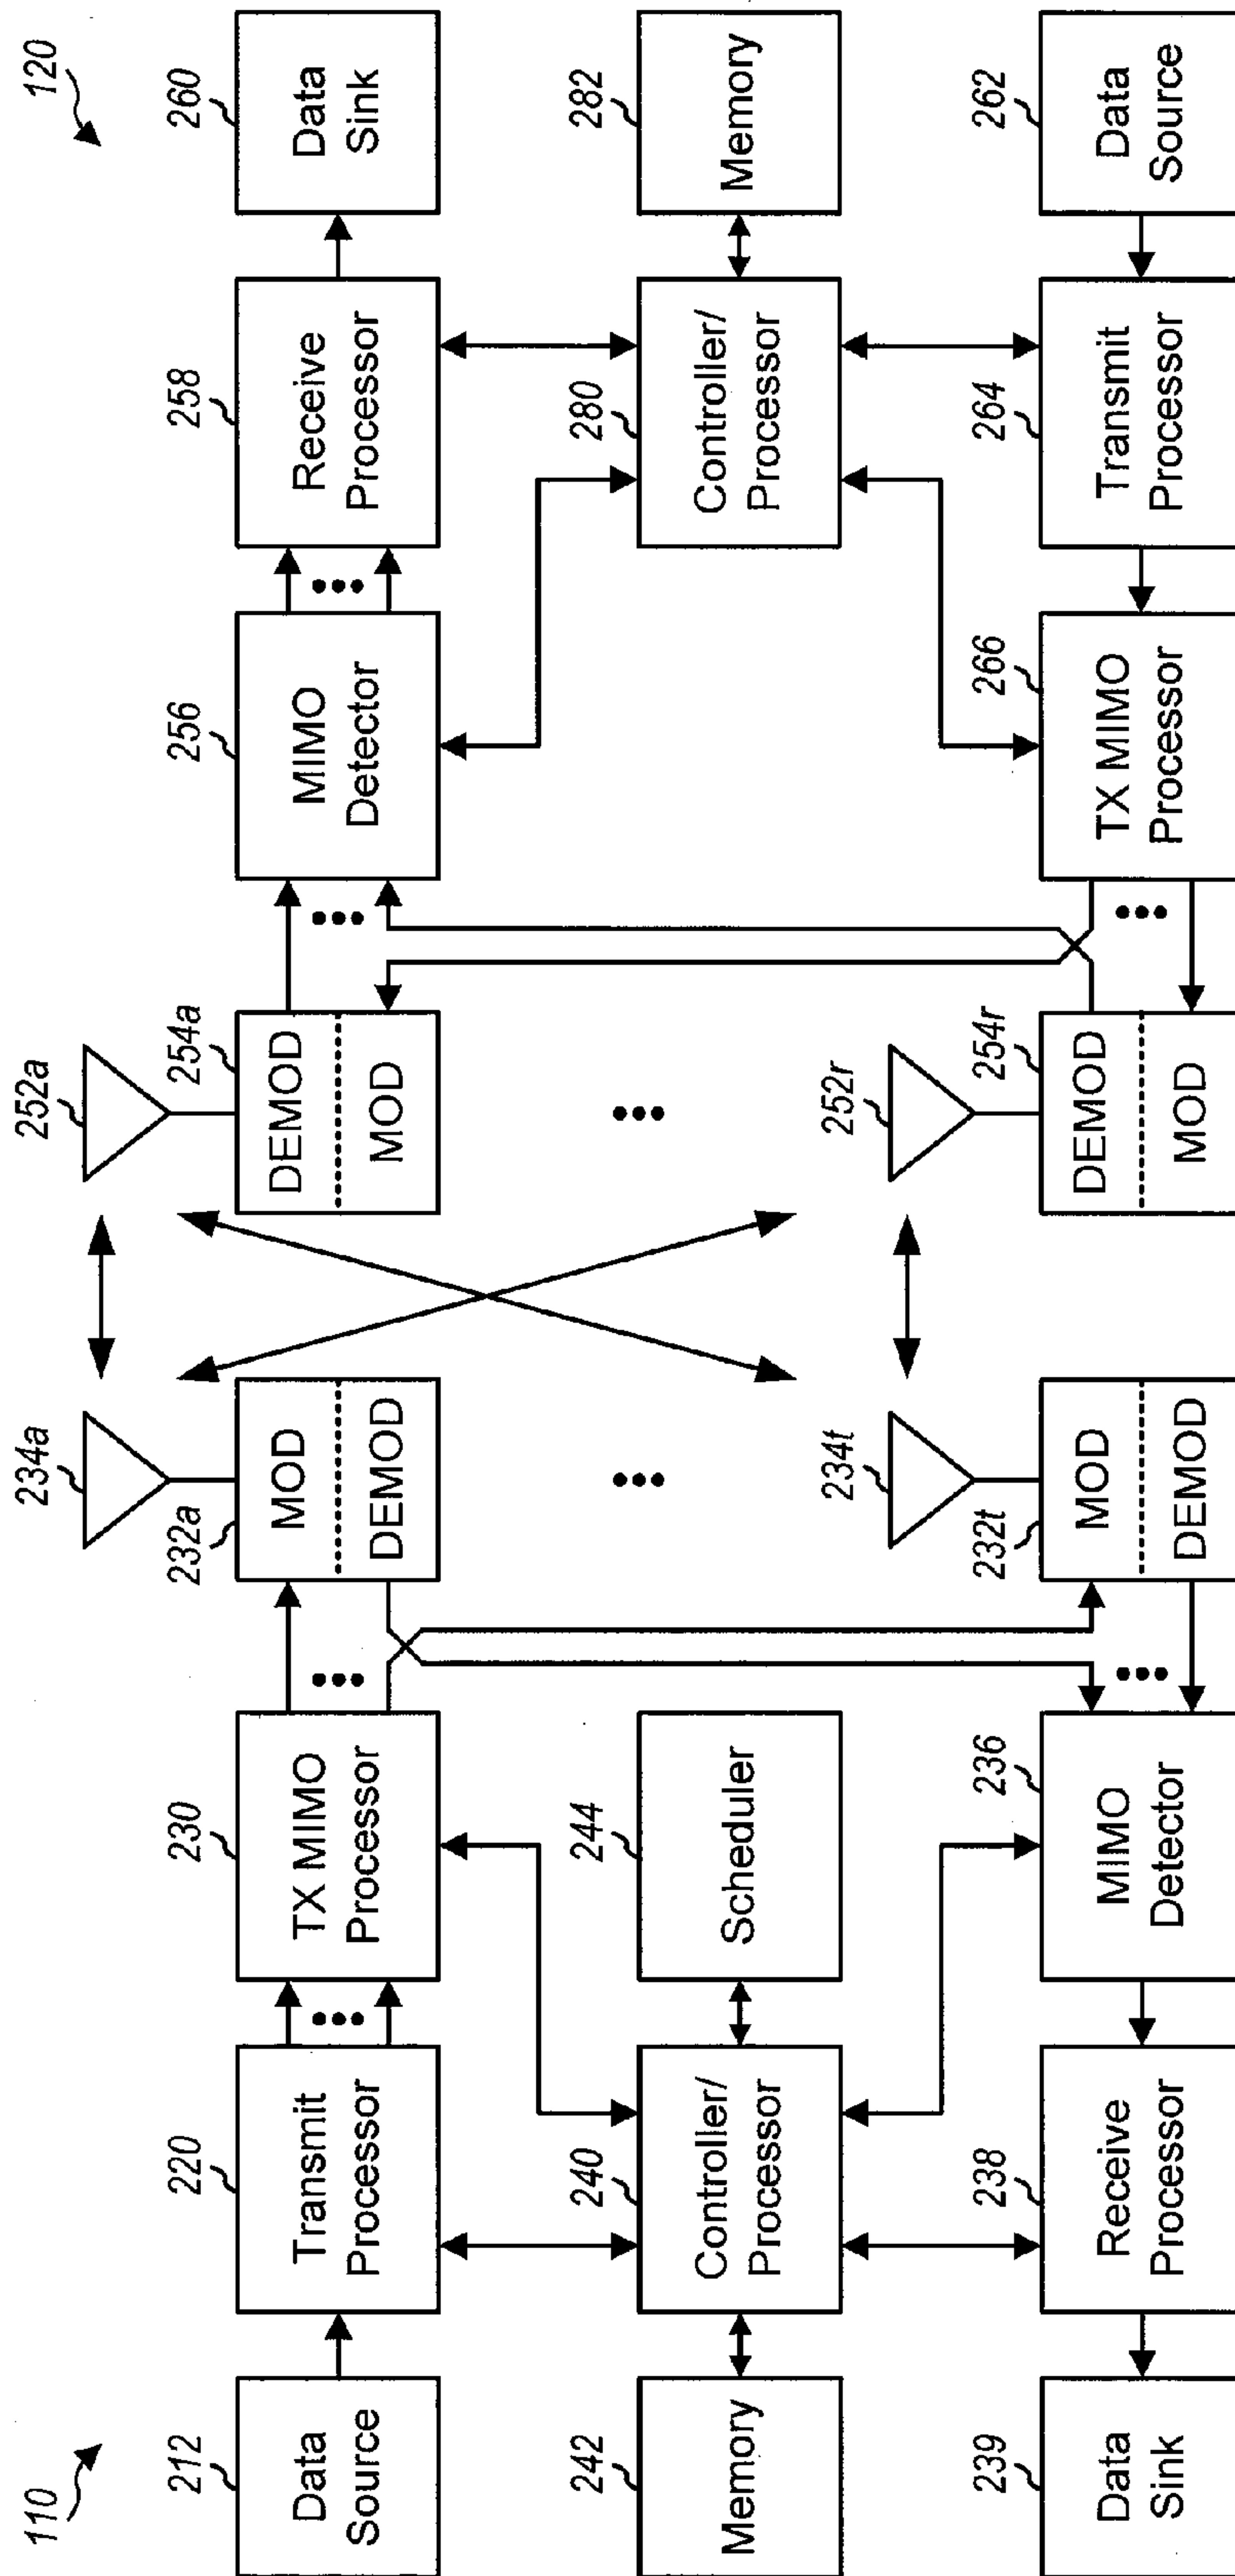 110
120
234a
252a
212
220
230
232a
254a
256
258
260
Data
Source
Transmit
Processor
TX MIMO
Processor
MOD
DEMOD
DEMOD
MOD
MIMO
Detector
Receive
Processor
Data
Sink
242
240
244
280
282
Memory
Controller/
Processor
Scheduler
Controller/
Processor
Memory
234t
252r
239
238
236
232t
254r
266
264
262
Data
Sink
Receive
Processor
MIMO
Detector
MOD
DEMOD
DEMOD
MOD
TX MIMO
Processor
Transmit
Processor
Data
Source